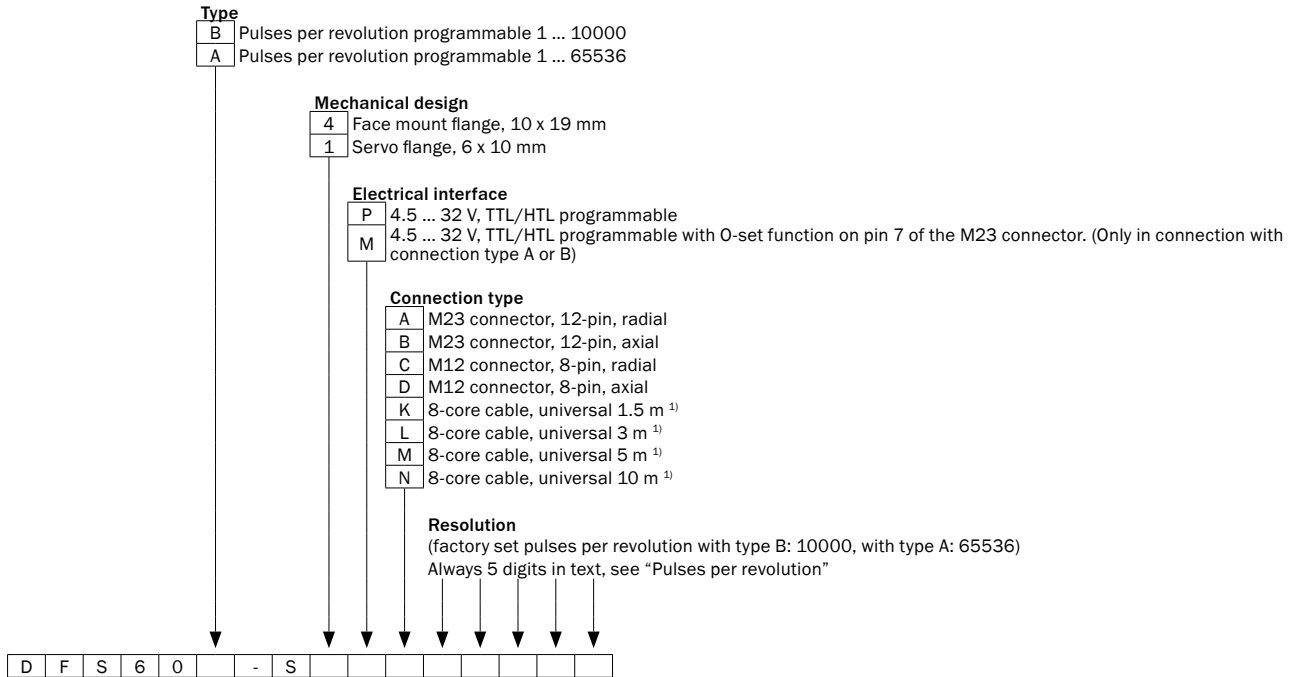 Type
B Pulses per revolution programmable 1 ... 10000
A Pulses per revolution programmable 1 ... 65536
Mechanical design
4 Face mount flange, 10 x 19 mm
1 Servo flange, 6 x 10 mm
Electrical interface
P 4.5 ... 32 V, TTL/HTL programmable
M 4.5 ... 32 V, TTL/HTL programmable with O-set function on pin 7 of the M23 connector. (Only in connection with
connection type A or B)
Connection type
A M23 connector, 12-pin, radial
B M23 connector, 12-pin, axial
C M12 connector, 8-pin, radial
D M12 connector, 8-pin, axial
K 8-core cable, universal 1.5 m 1)
L 8-core cable, universal 3 m 1)
M 8-core cable, universal 5 m 1)
N 8-core cable, universal 10 m 1)
Resolution
(factory set pulses per revolution with type B: 10000, with type A: 65536)
Always 5 digits in text, see “Pulses per revolution”
D F S 6 0 - S